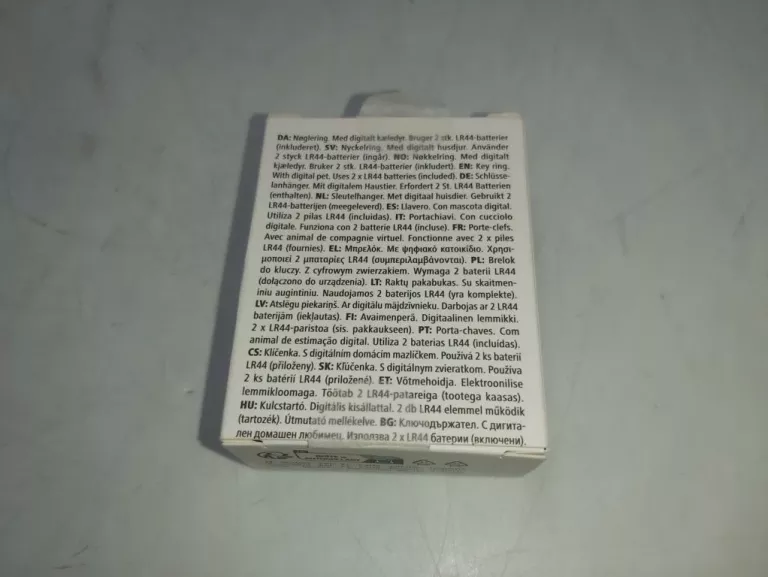 DA: Nøglering. Med digitalt kæledyr. Bruger 2 stk. LR44-batterier
(inkluderet). SV: Nyckelring. Med digitalt husdjur. Använder
2 styck LR44-batterier (ingår). NO: Nøkkelring. Med digitalt
kjæledyr. Bruker 2 stk. LR44-batterier (inkludert). EN: Key ring.
With digital pet. Uses 2 x LR44 batteries (included). DE: Schlüsse-
lanhänger. Mit digitalem Haustier. Erfordert 2 St. LR44 Batterien
(enthalten). NL: Sleutelhanger. Met digitaal huisdier. Gebruikt 2
LR44-batterijen (meegeleverd). ES: Llavero. Con mascota digital.
Utiliza 2 pilas LR44 (incluidas). IT: Portachiavi. Con cucciolo
digitale. Funziona con 2 batterie LR44 (incluse). FR: Porte-clefs.
Avec animal de compagnie virtuel. Fonctionne avec 2 x piles
LR44 (fournies). EL: Μπρελόκ. Με ψηφιακό κατοικίδιο. Χρησι-
μοποιεί 2 μπαταρίες LR44 (συμπεριλαμβάνονται). PL: Brelok
do kluczy. Z cyfrowym zwierzakiem. Wymaga 2 baterii LR44
(dołączono do urządzenia). LT: Raktų pakabukas. Su skaitme-
niniu augintiniu. Naudojamos 2 baterijos LR44 (yra komplekte).
LV: Atslēgu piekariņš. Ar digitālu mājdzīvnieku. Darbojas ar 2 LR44
baterijām (iekļautas). FI: Avaimenperä. Digitaalinen lemmikki.
2 x LR44-paristoa (sis. pakkaukseen). PT: Porta-chaves. Com
animal de estimação digital. Utiliza 2 baterias LR44 (incluídas).
CS: Klíčenka. S digitálním domácím mazlíčkem. Používá 2 ks baterií
LR44 (přiloženy). SK: Kľúčenka. S digitálnym zvieratkom. Používa
2 ks batérií LR44 (priložené). ET: Võtmehoidja. Elektroonilise
lemmikloomaga. Töötab 2 LR44-patareiga (tootega kaasas).
HU: Kulcstartó. Digitális kisállattal. 2 db LR44 elemmel működik
(tartozék). Útmutató mellékelve. BG: Ключодържател. С дигита-
лен домашен любимец. Използва 2 x LR44 батерии (включени).